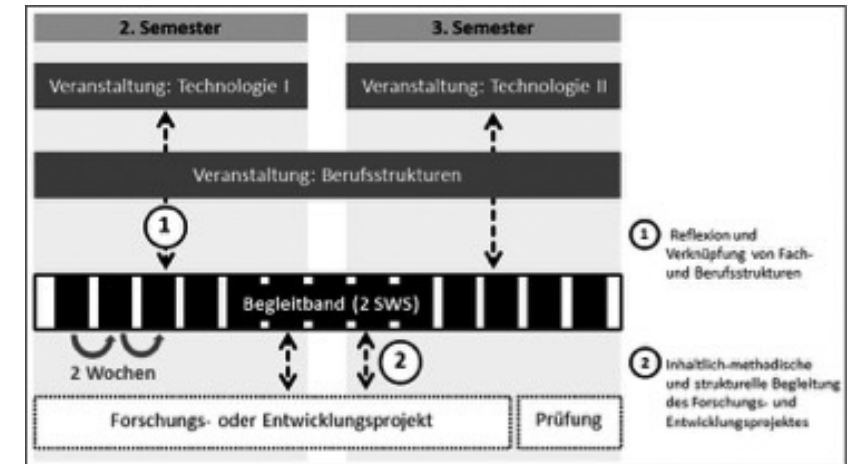 2. Semester
3. Semester
Veranstaltung: Technologie I
Veranstaltung: Technologie II
Veranstaltung: Berufsstrukturen
1
Begleitband (2 SWS)
2 Wochen
2
Forschungs- oder Entwicklungsprojekt
Prüfung
1 Reflexion und
Verknüpfung von Fach-
und Berufsstrukturen
2 Inhaltlich-methodische
und strukturelle Begleitung
des Forschungs- und
Entwicklungsprojektes